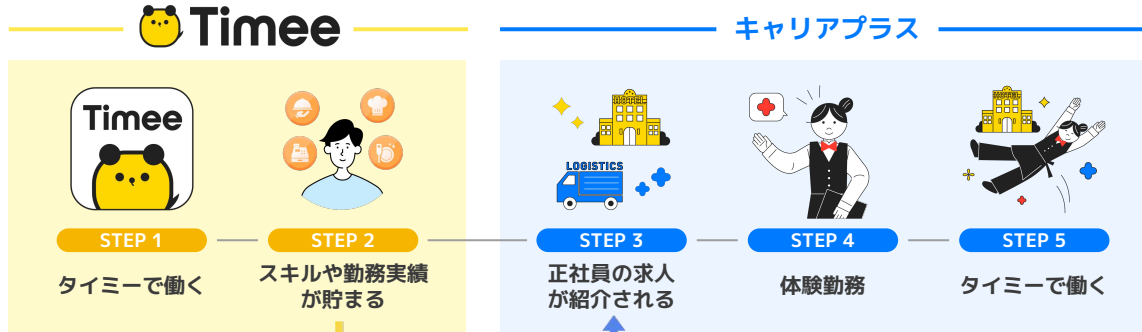 Timee
キャリアプラス
Timee
HOTEL
LOGISTICS
HOTEL
STEP 1
STEP 2
STEP 3
STEP 4
STEP 5
タイミーで働く
スキルや勤務実績
が貯まる
正社員の求人
が紹介される
体験勤務
タイミーで働く